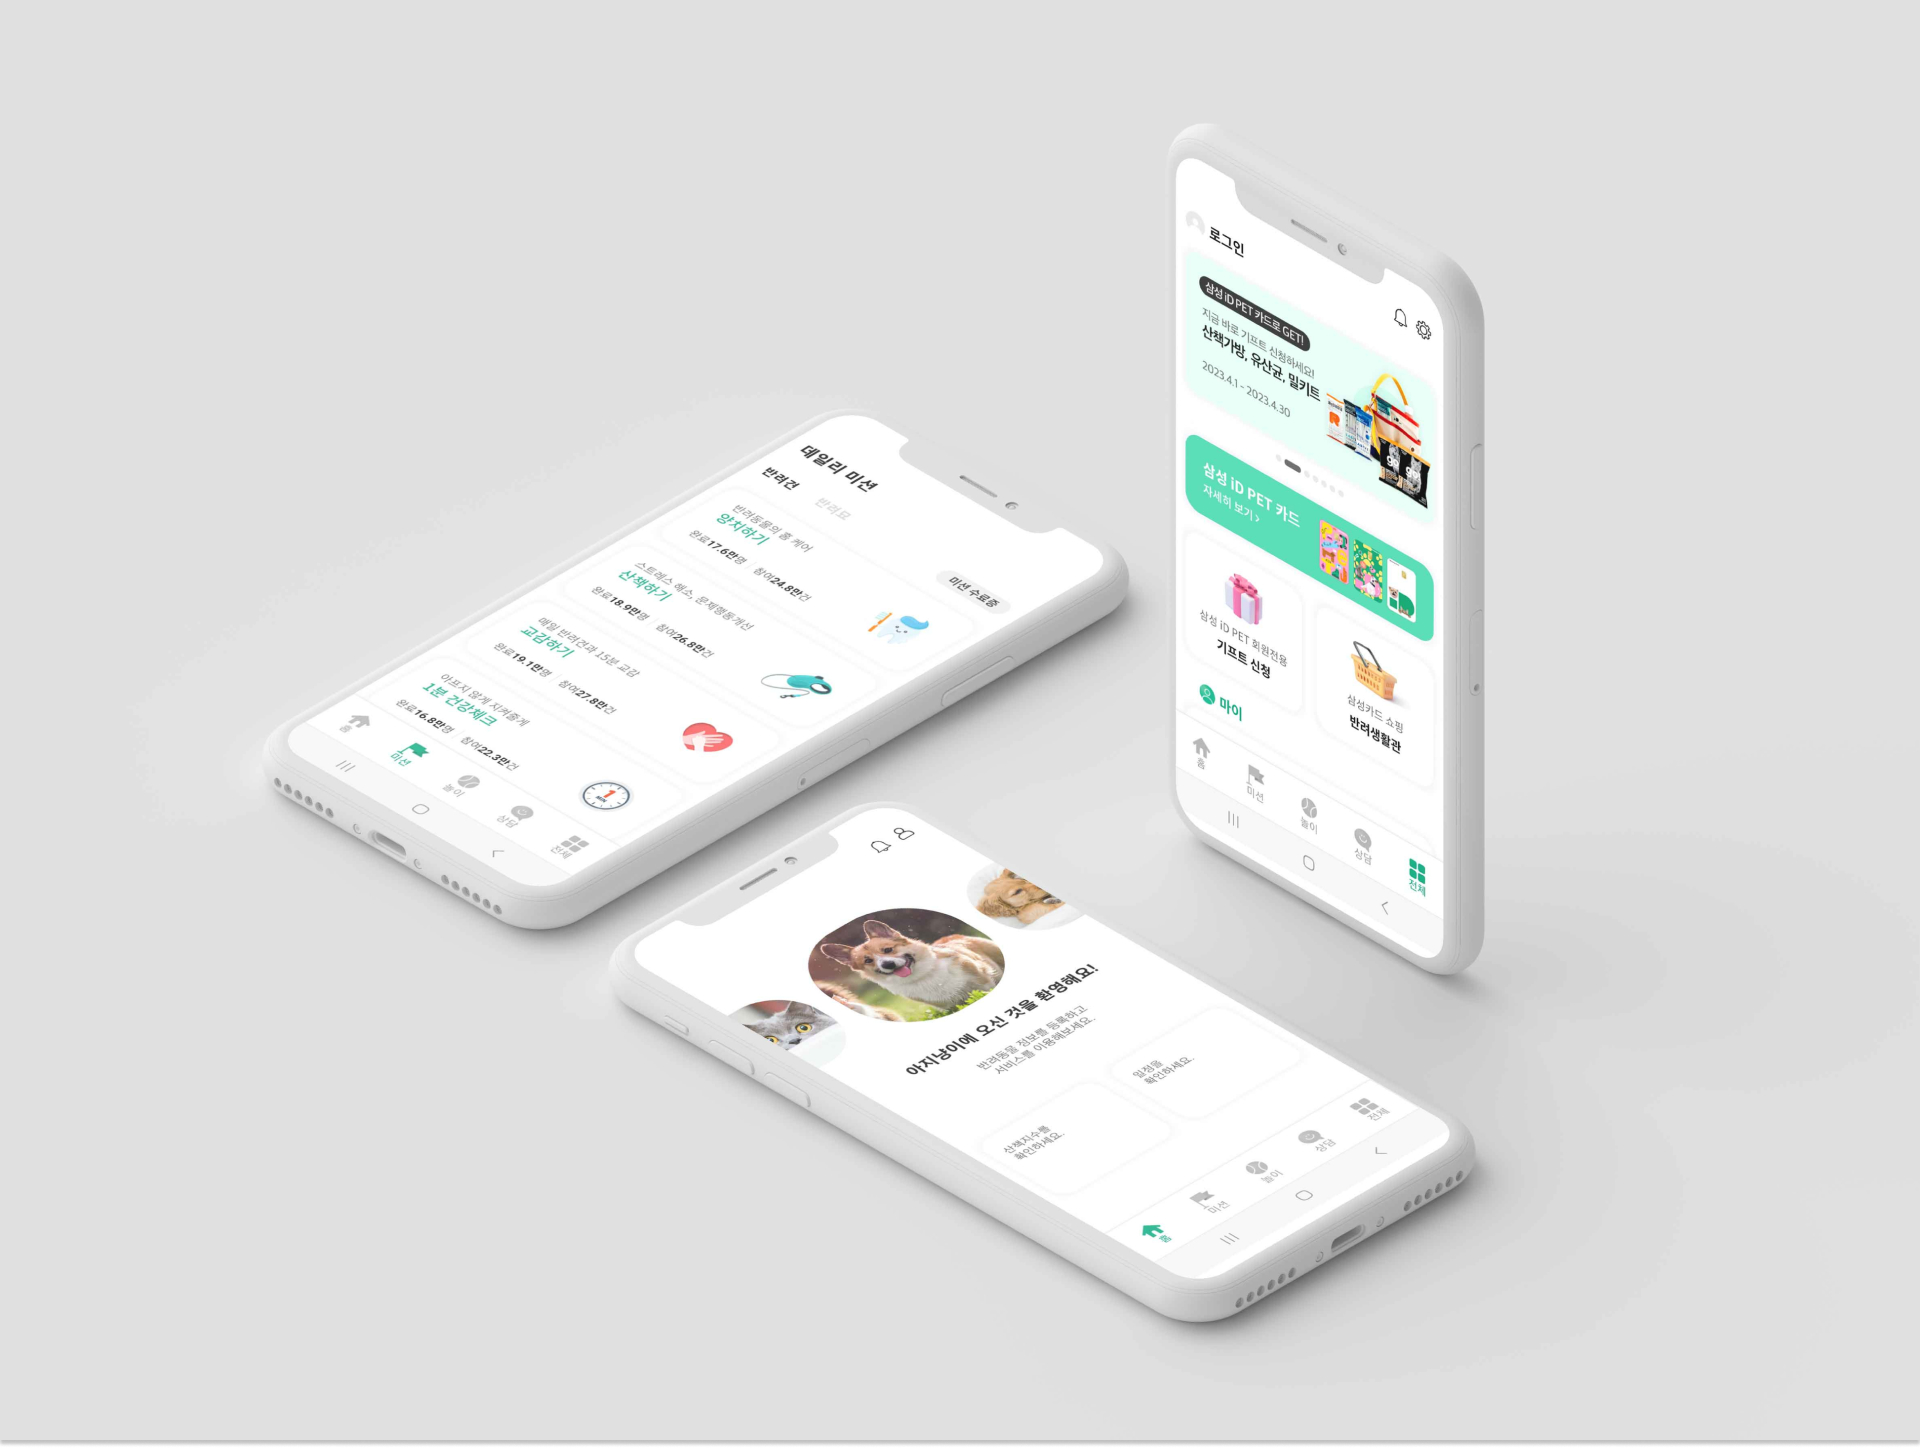 데일리 미션
반려견
반려묘
미션 수료증
반려동물의 홈 케어
양치하기
완료17.6만명 참여24.8만건
스트레스 해소, 문제행동개선
산책하기
완료18.9만명 참여26.8만건
매일 반려견과 15분 교감
교감하기
완료19.1만명 참여27.8만건
아프지 않게 지켜줄게
1분 건강체크
완료16.8만명 참여22.3만건
1
MIN
홈
미션
놀이
상담
전체
로그인
삼성 iD PET 카드로 GET!
지금 바로 기프트 신청하세요!
산책가방, 유산균, 밀키트
2023.4.1 - 2023.4.30
삼성 iD PET 카드
자세히 보기 >
삼성 iD PET 회원전용
기프트 신청
삼성카드 쇼핑
반려생활관
마이
홈
미션
놀이
상담
전체
아지냥이에 오신 것을 환영해요!
반려동물 정보를 등록하고
서비스를 이용해보세요.
산책지수를
확인하세요.
일정을
확인하세요.
홈
미션
놀이
상담
전체